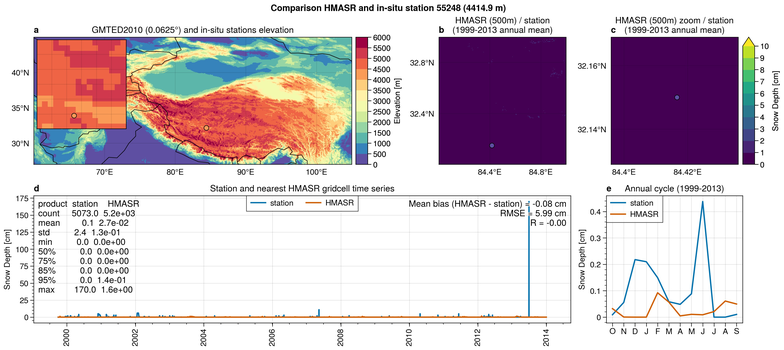 Comparison HMASR and in-situ station 55248 (4414.9 m)
a GMTED2010 (0.0625°) and in-situ stations elevation
40°N
35°N
30°N
70°E 80°E 90°E 100°E
6000
5500
5000
4500
4000
3500
3000
2500
2000
1500
1000
500
0
Elevation [m]
b HMASR (500m) / station
(1999-2013 annual mean)
32.8°N
32.4°N
84.4°E 84.8°E
c HMASR (500m) zoom / station
(1999-2013 annual mean)
32.16°N
32.14°N
84.4°E 84.42°E
10
9
8
7
6
5
4
3
2
1
0
Snow Depth [cm]
d Station and nearest HMASR gridcell time series
Snow Depth [cm]
175
150
125
100
75
50
25
0
product station HMASR
count 5073.0 5.2e+03
mean 0.1 2.7e-02
std 2.4 1.3e-01
min 0.0 0.0e+00
50% 0.0 0.0e+00
75% 0.0 0.0e+00
85% 0.0 0.0e+00
95% 0.0 1.4e-01
max 170.0 1.6e+00
station HMASR
Mean bias (HMASR - station) = -0.08 cm
RMSE = 5.99 cm
R = -0.00
2000 2002 2004 2006 2008 2010 2012 2014
e Annual cycle (1999-2013)
station
HMASR
Snow Depth [cm]
0.4
0.3
0.2
0.1
0
O N D J F M A M J J A S